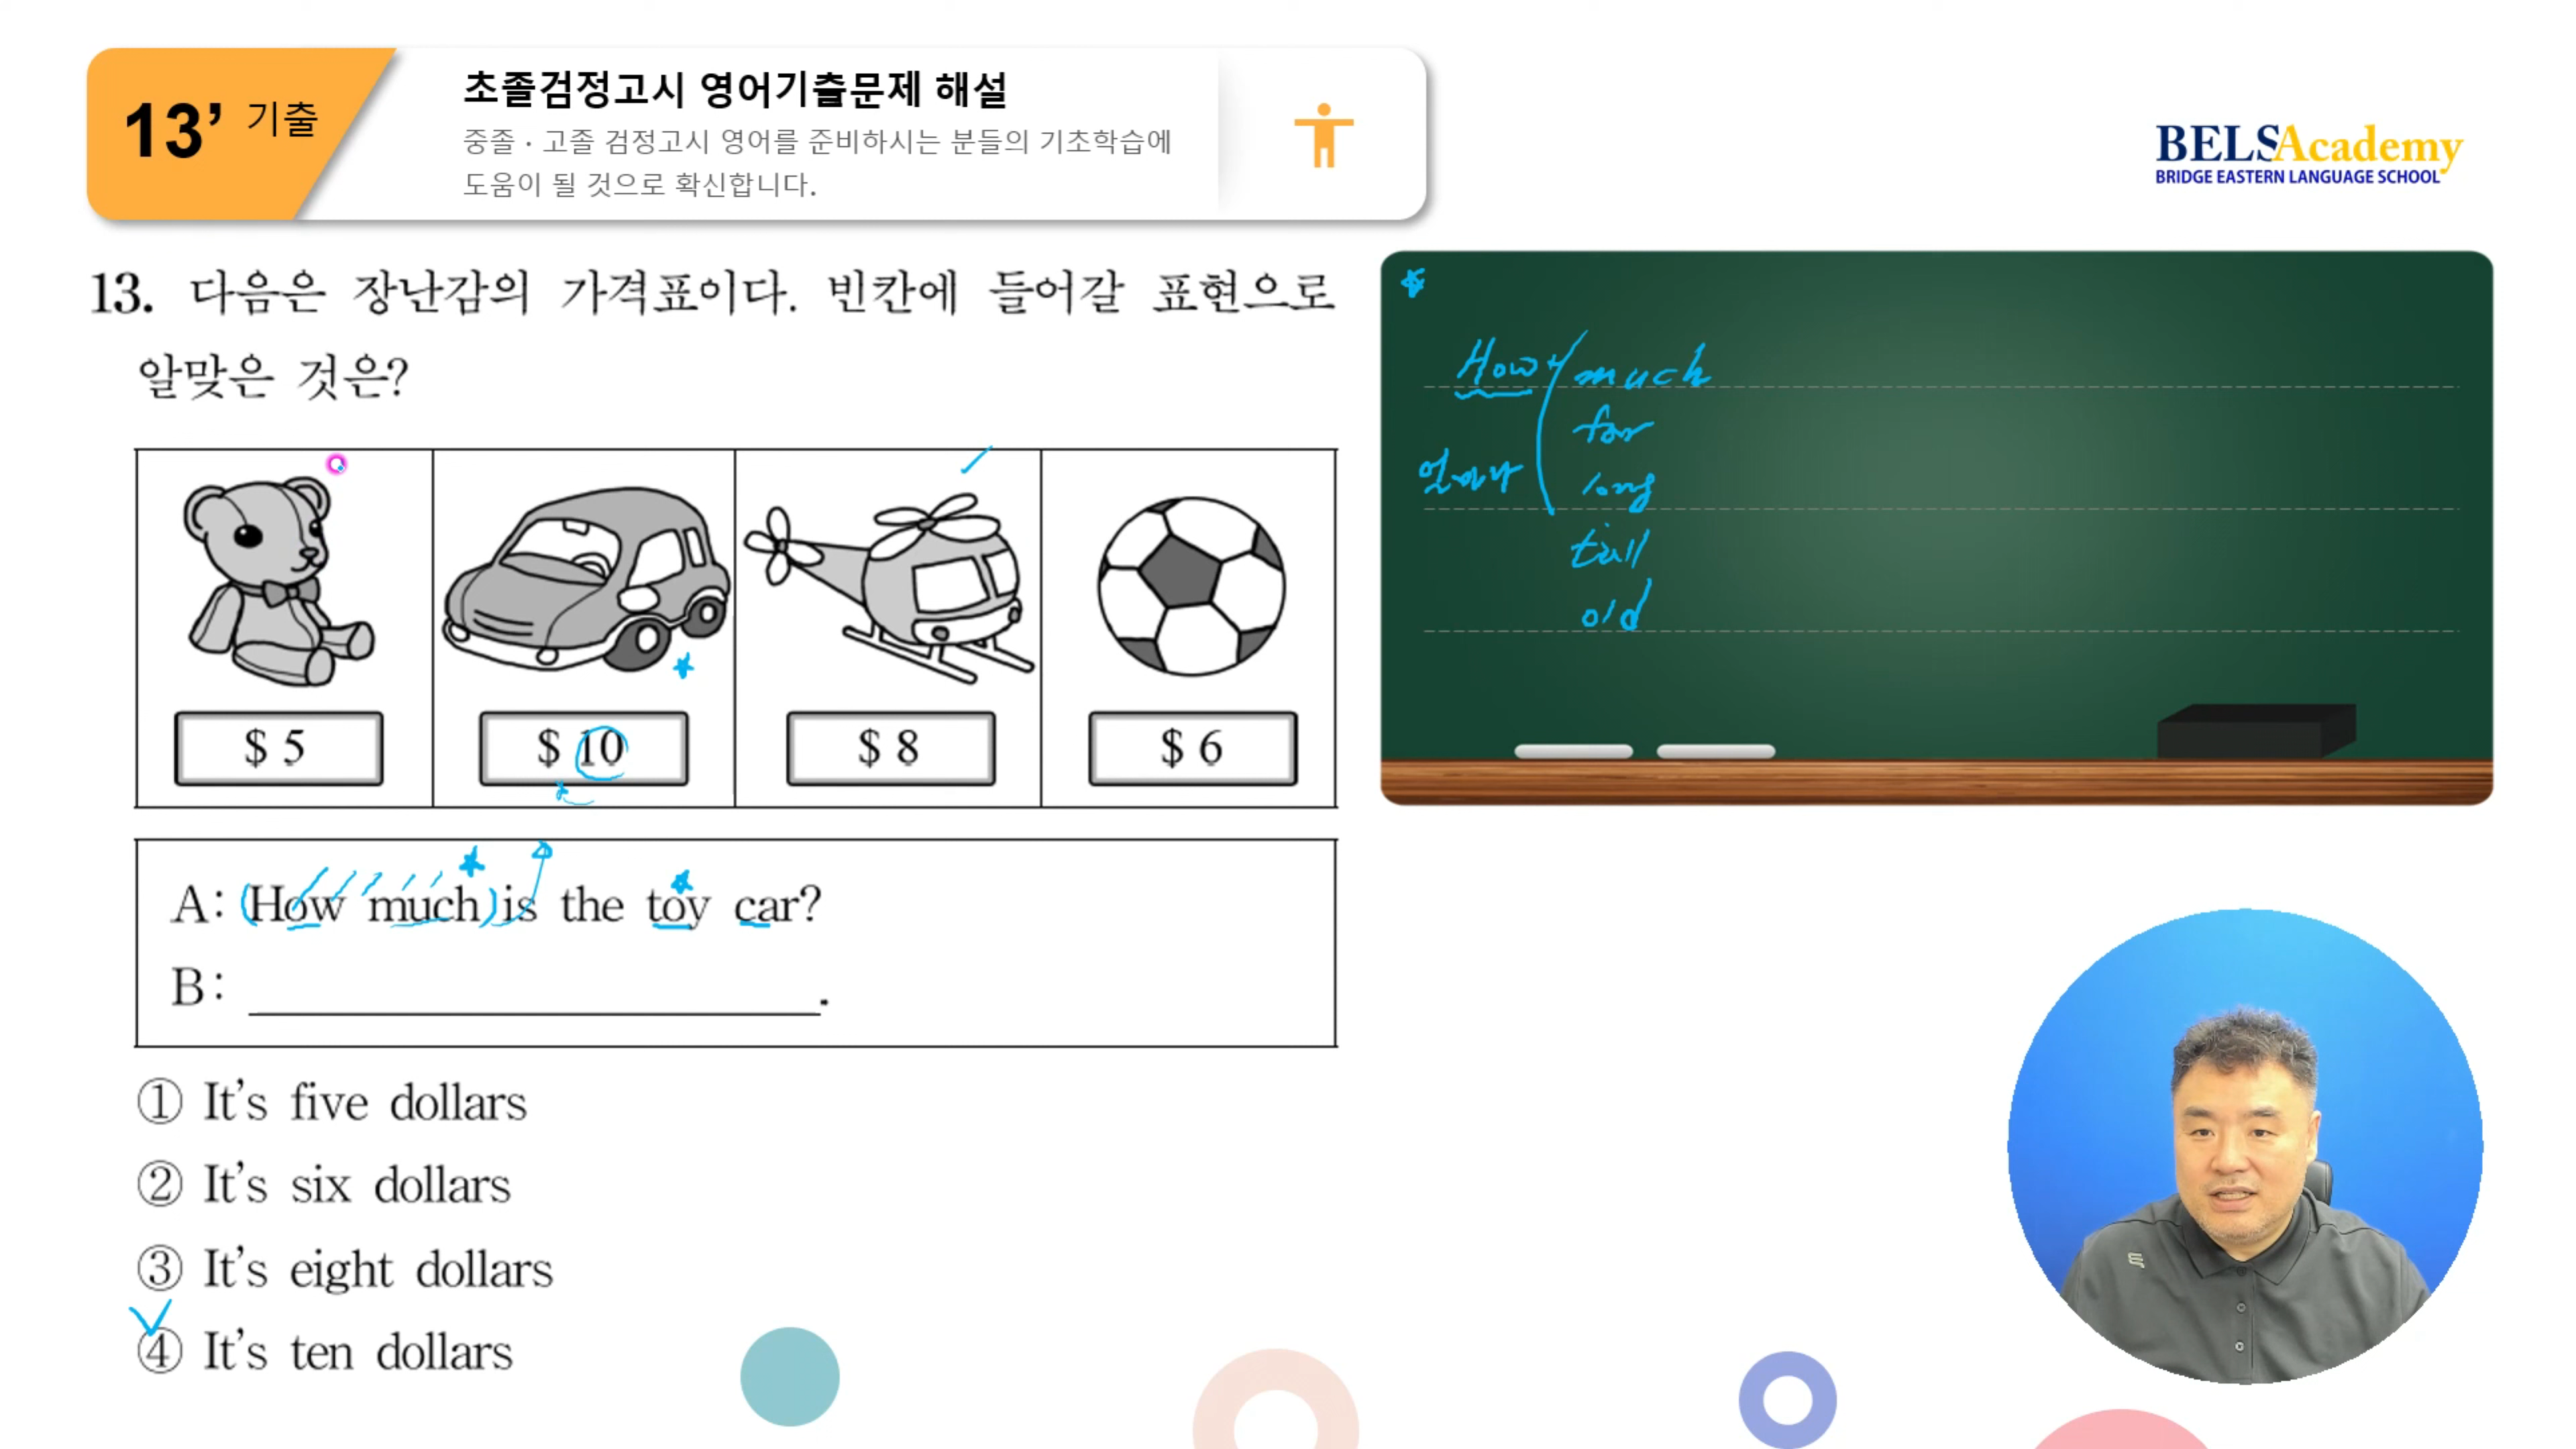 13' 기출
초졸검정고시 영어기출문제 해설
중졸 · 고졸 검정고시 영어를 준비하시는 분들의 기초학습에
도움이 될 것으로 확신합니다.
BELSAcademy
BRIDGE EASTERN LANGUAGE SCHOOL
13. 다음은 장난감의 가격표이다. 빈칸에 들어갈 표현으로
알맞은 것은?
$ 5
$ 10
$ 8
$ 6
A: (How much) is the toy car?
B: .
① It's five dollars
② It's six dollars
③ It's eight dollars
④ It's ten dollars
How + much
far
얼마나
long
tall
old